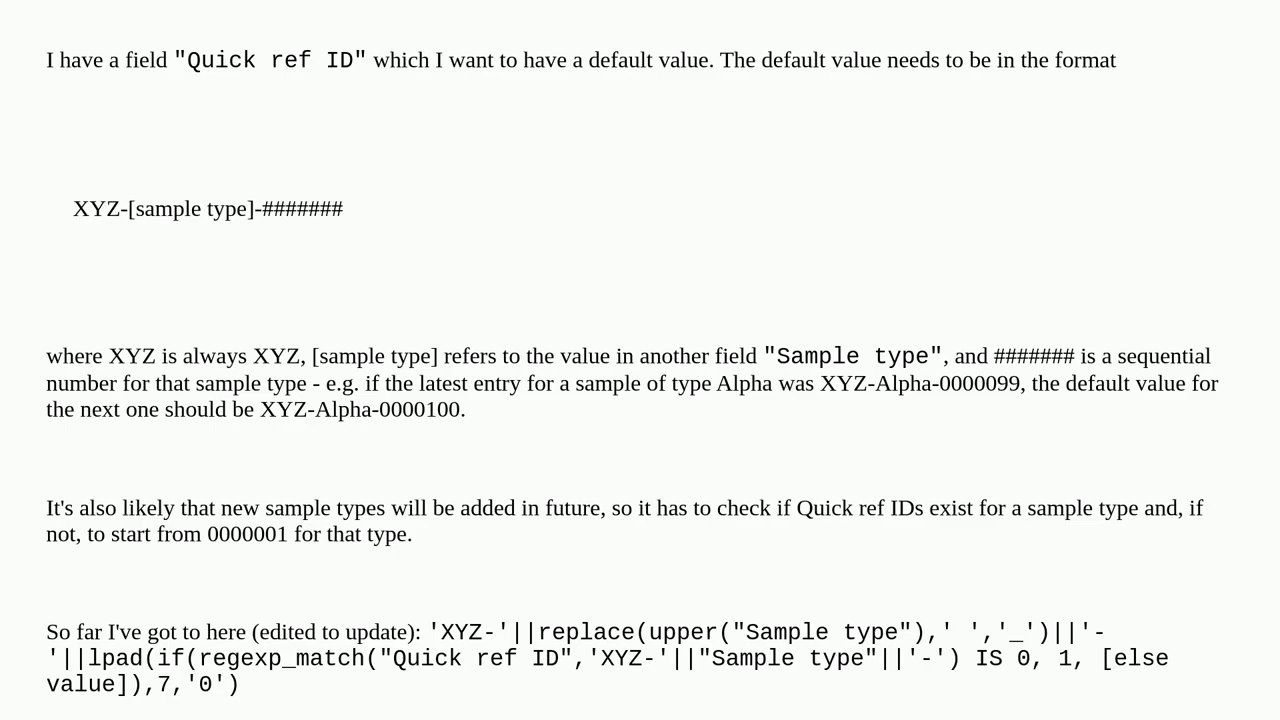 I have a field "Quick ref ID" which I want to have a default value. The default value needs to be in the format
XYZ-[sample type]-#######
where XYZ is always XYZ, [sample type] refers to the value in another field "Sample type", and ####### is a sequential
number for that sample type - e.g. if the latest entry for a sample of type Alpha was XYZ-Alpha-0000099, the default value for
the next one should be XYZ-Alpha-0000100.
It's also likely that new sample types will be added in future, so it has to check if Quick ref IDs exist for a sample type and, if
not, to start from 0000001 for that type.
So far I've got to here (edited to update): 'XYZ-'||replace(upper("Sample type"),' ','_')||'-
'||lpad(if(regexp_match("Quick ref ID",'XYZ-'||"Sample type"||'-') IS 0, 1, [else
value]),7,'0')